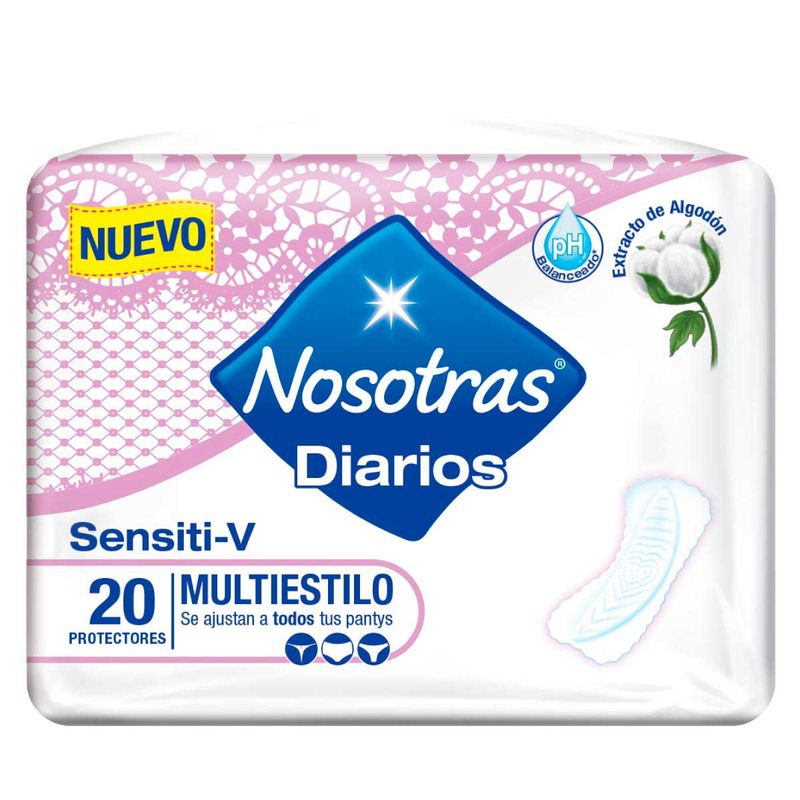 NUEVO
pH
Balanceado*
Extracto de Algodón
Nosotras®
Diarios
Sensiti-V
20
PROTECTORES
MULTIESTILO
Se ajustan a todos tus pantys